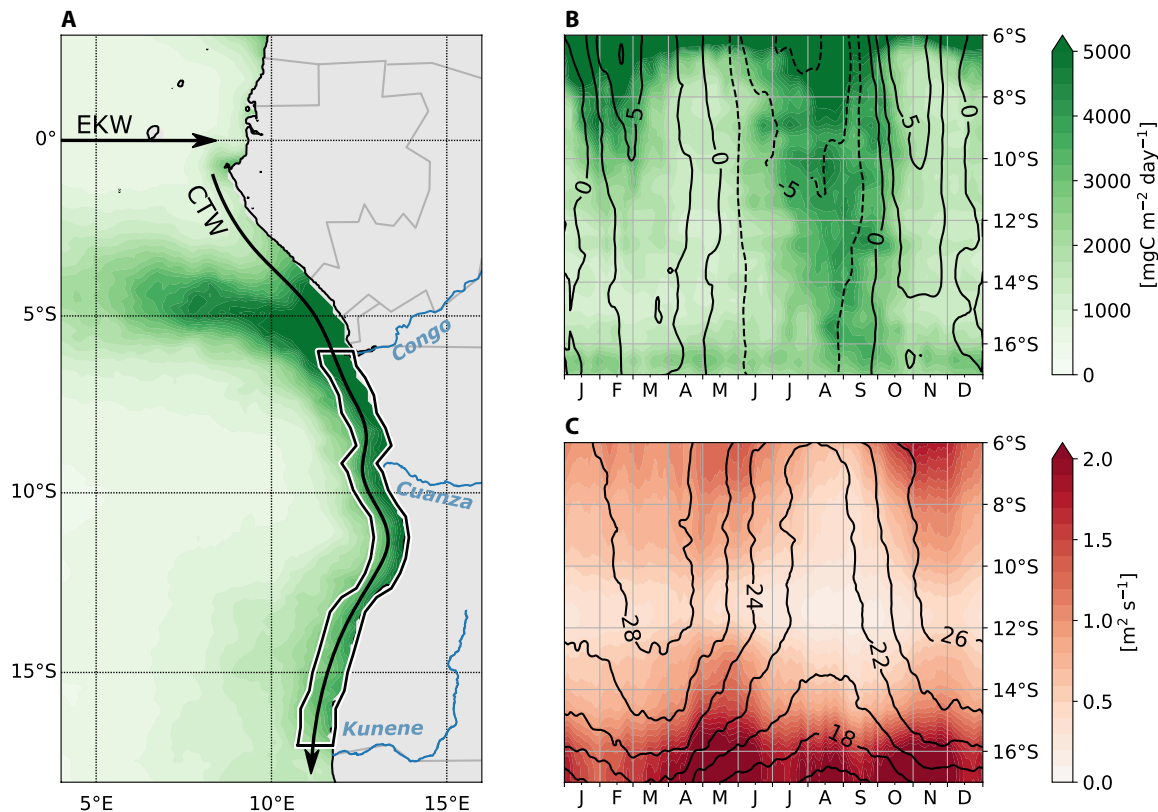 A
EKW
CTW
Congo
Cuanza
Kunene
0°
5°S
10°S
15°S
5°E 10°E 15°E
B
5 0 5 0 -5 0 5 0
6°S
8°S
10°S
12°S
14°S
16°S
J F M A M J J A S O N D
5000
4000
3000
2000
1000
0
[mgC m⁻² day⁻¹]
C
28 24 22 26 18
6°S
8°S
10°S
12°S
14°S
16°S
J F M A M J J A S O N D
2.0
1.5
1.0
0.5
0.0
[m² s⁻¹]